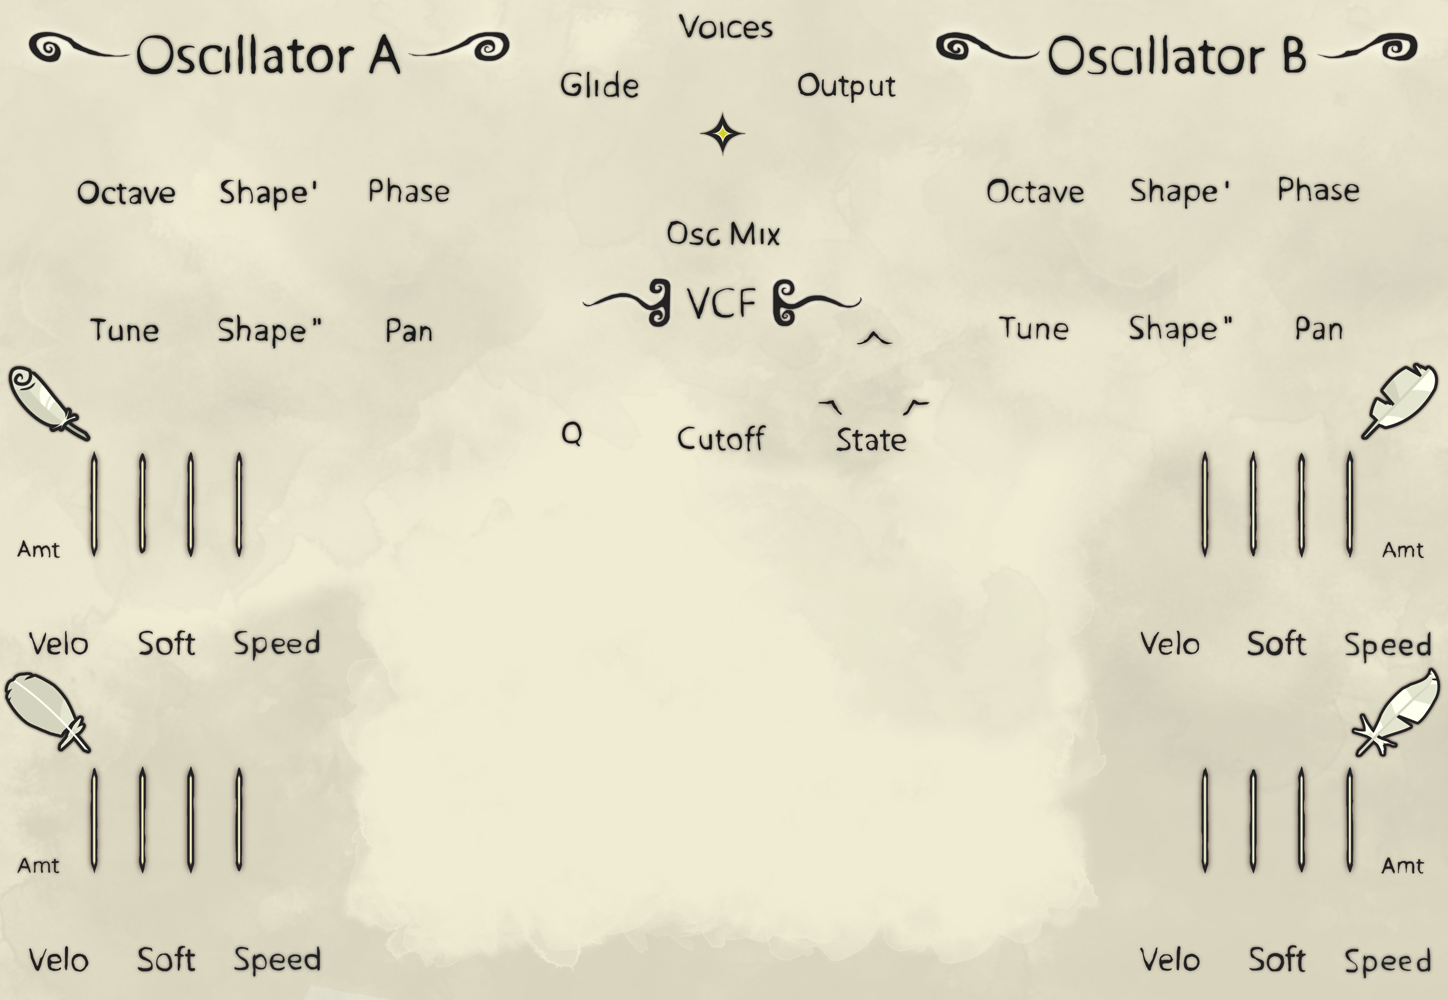 Voices
Oscillator A
Oscillator B
Glide
Output
Octave Shape' Phase
Octave Shape' Phase
Osc Mix
VCF
Tune Shape" Pan
Tune Shape" Pan
Q Cutoff State
Amt
Amt
Velo Soft Speed
Velo Soft Speed
Amt
Amt
Velo Soft Speed
Velo Soft Speed